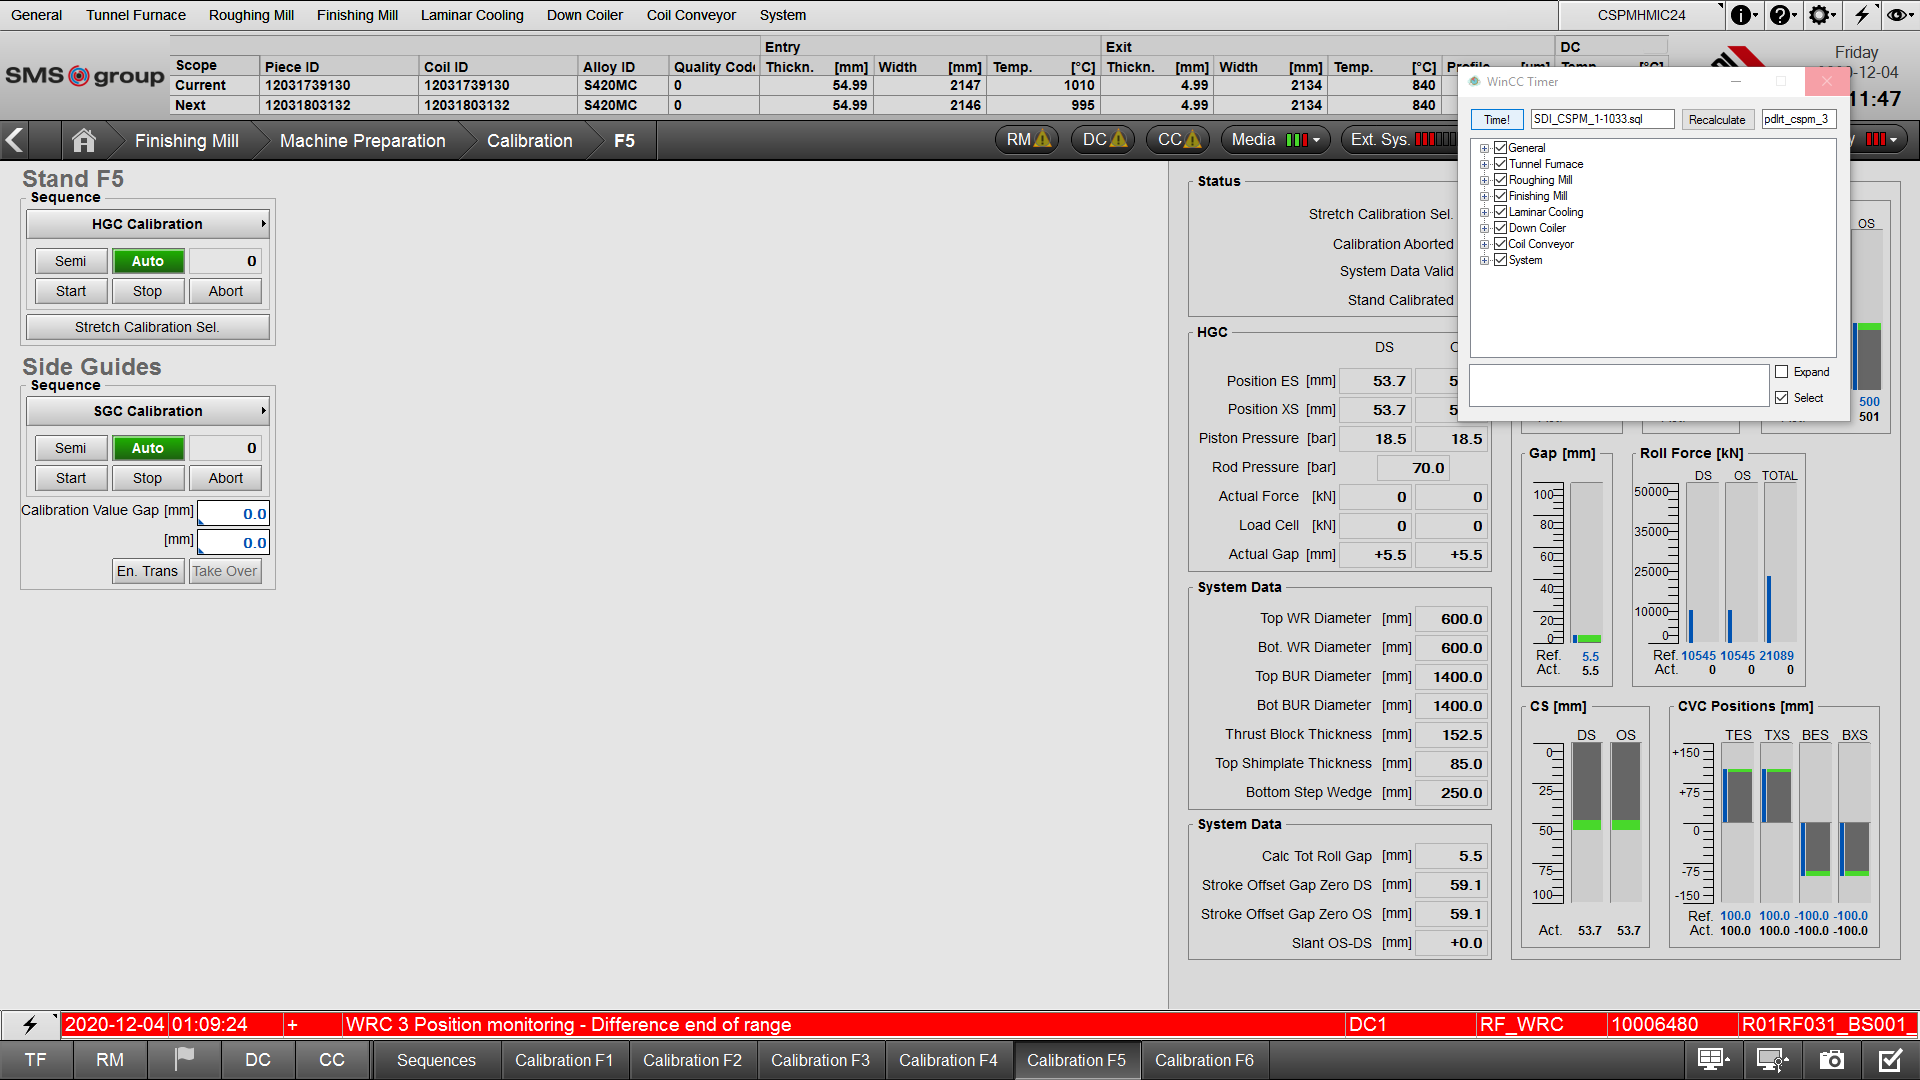 General Tunnel Furnace Roughing Mill Finishing Mill Laminar Cooling Down Coiler Coil Conveyor System CSPMHMIC24
Entry Exit DC
Scope Piece ID Coil ID Alloy ID Quality Code Thickn. [mm] Width [mm] Temp. [°C] Thickn. [mm] Width [mm] Temp. [°C]
Current 12031739130 12031739130 S420MC 0 54.99 2147 1010 4.99 2134 840
Next 12031803132 12031803132 S420MC 0 54.99 2146 995 4.99 2134 840
SMS group
Friday
-12-04
11:47
Finishing Mill Machine Preparation Calibration F5 RM DC CC Media Ext. Sys.
WinCC Timer
Time! SDI_CSPM_1-1033.sql Recalculate pdlrt_cspm_3
General
Tunnel Furnace
Roughing Mill
Finishing Mill
Laminar Cooling
Down Coiler
Coil Conveyor
System
Expand
Select
Stand F5
Sequence
HGC Calibration
Semi Auto 0
Start Stop Abort
Stretch Calibration Sel.
Side Guides
Sequence
SGC Calibration
Semi Auto 0
Start Stop Abort
Calibration Value Gap [mm] 0.0
[mm] 0.0
En. Trans Take Over
Status
Stretch Calibration Sel.
Calibration Aborted
System Data Valid
Stand Calibrated
HGC
DS
Position ES [mm] 53.7
Position XS [mm] 53.7
Piston Pressure [bar] 18.5 18.5
Rod Pressure [bar] 70.0
Actual Force [kN] 0 0
Load Cell [kN] 0 0
Actual Gap [mm] +5.5 +5.5
System Data
Top WR Diameter [mm] 600.0
Bot. WR Diameter [mm] 600.0
Top BUR Diameter [mm] 1400.0
Bot BUR Diameter [mm] 1400.0
Thrust Block Thickness [mm] 152.5
Top Shimplate Thickness [mm] 85.0
Bottom Step Wedge [mm] 250.0
System Data
Calc Tot Roll Gap [mm] 5.5
Stroke Offset Gap Zero DS [mm] 59.1
Stroke Offset Gap Zero OS [mm] 59.1
Slant OS-DS [mm] +0.0
OS
500
501
Gap [mm]
100
80
60
40
20
0
Ref. 5.5
Act. 5.5
Roll Force [kN]
DS OS TOTAL
50000
35000
25000
10000
0
Ref. 10545 10545 21089
Act. 0 0 0
CS [mm]
DS OS
0
25
50
75
100
Act. 53.7 53.7
CVC Positions [mm]
TES TXS BES BXS
+150
+75
0
-75
-150
Ref. 100.0 100.0 -100.0 -100.0
Act. 100.0 100.0 -100.0 -100.0
2020-12-04 01:09:24 + WRC 3 Position monitoring - Difference end of range DC1 RF_WRC 10006480 R01RF031_BS001_
TF RM DC CC Sequences Calibration F1 Calibration F2 Calibration F3 Calibration F4 Calibration F5 Calibration F6